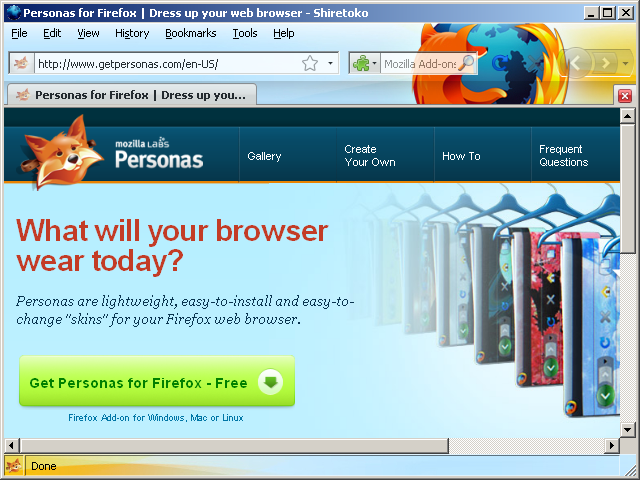 Personas for Firefox | Dress up your web browser - Shiretoko
File Edit View History Bookmarks Tools Help
http://www.getpersonas.com/en-US/ Mozilla Add-ons
Personas for Firefox | Dress up you...
mozilla LABS
Personas
Gallery
Create
Your Own
How To
Frequent
Questions
What will your browser
wear today?
Personas are lightweight, easy-to-install and easy-to-
change "skins" for your Firefox web browser.
Get Personas for Firefox - Free
Firefox Add-on for Windows, Mac or Linux
Done